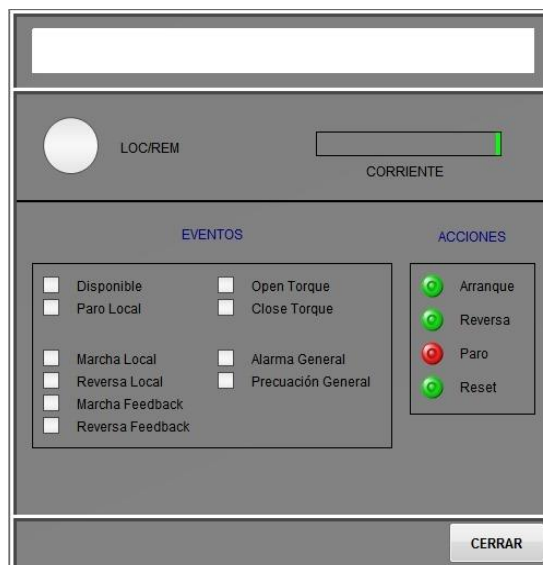 LOC/REM
CORRIENTE
EVENTOS
ACCIONES
Disponible
Paro Local
Marcha Local
Reversa Local
Marcha Feedback
Reversa Feedback
Open Torque
Close Torque
Alarma General
Precuación General
Arranque
Reversa
Paro
Reset
CERRAR